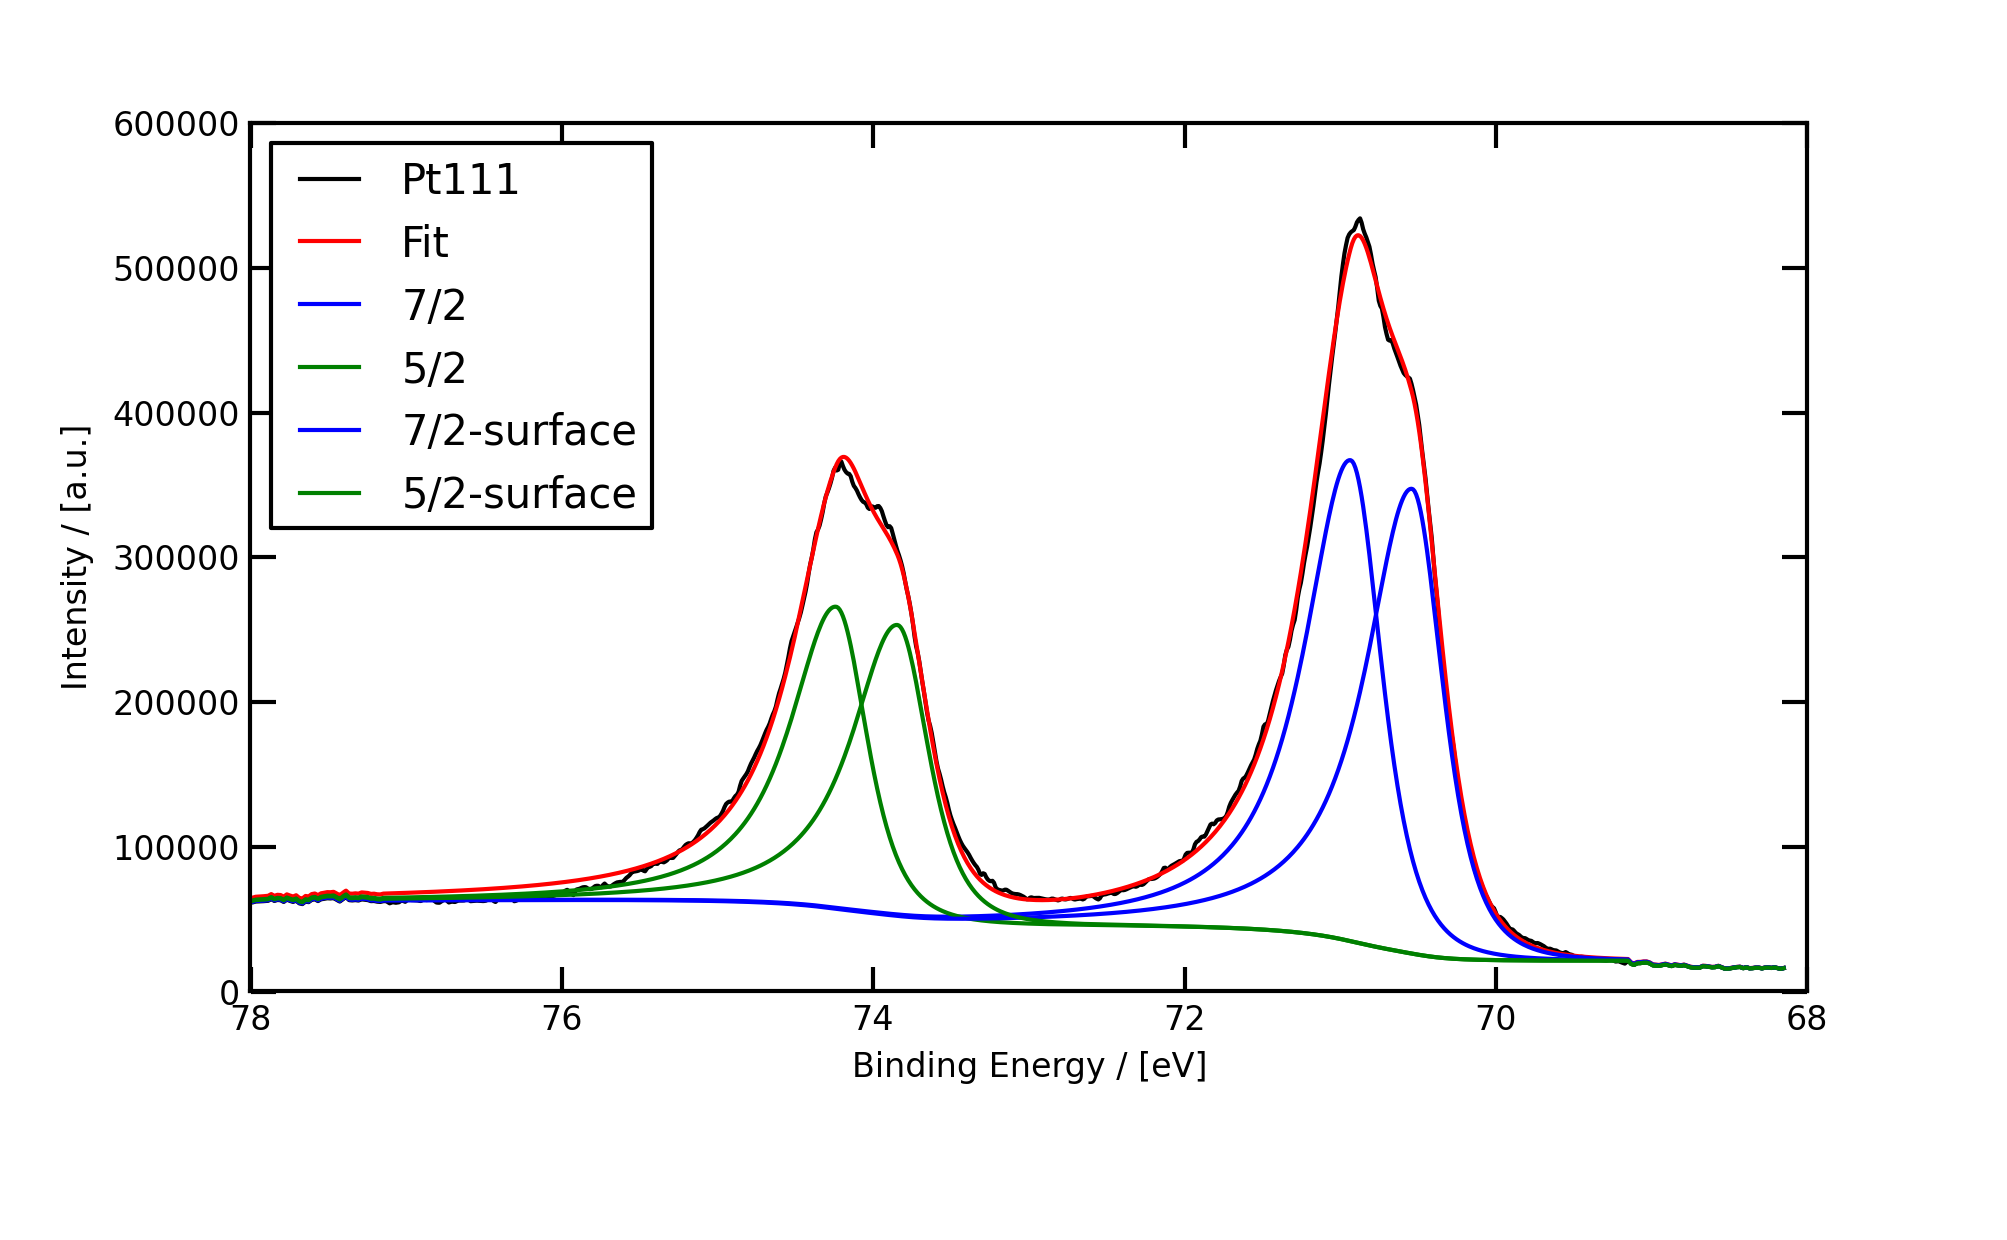 600000
500000
400000
300000
200000
100000
0
Intensity / [a.u.]
Pt111
Fit
7/2
5/2
7/2-surface
5/2-surface
78 76 74 72 70 68
Binding Energy / [eV]